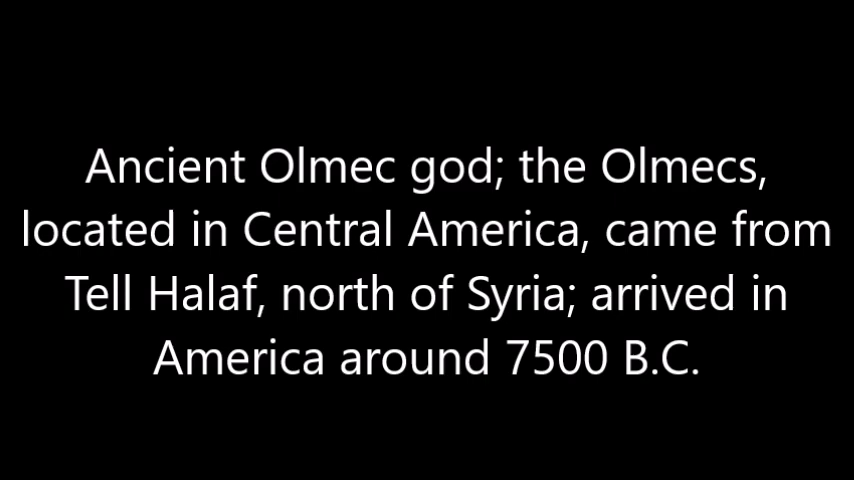 Ancient Olmec god; the Olmecs,
located in Central America, came from
Tell Halaf, north of Syria; arrived in
America around 7500 B.C.